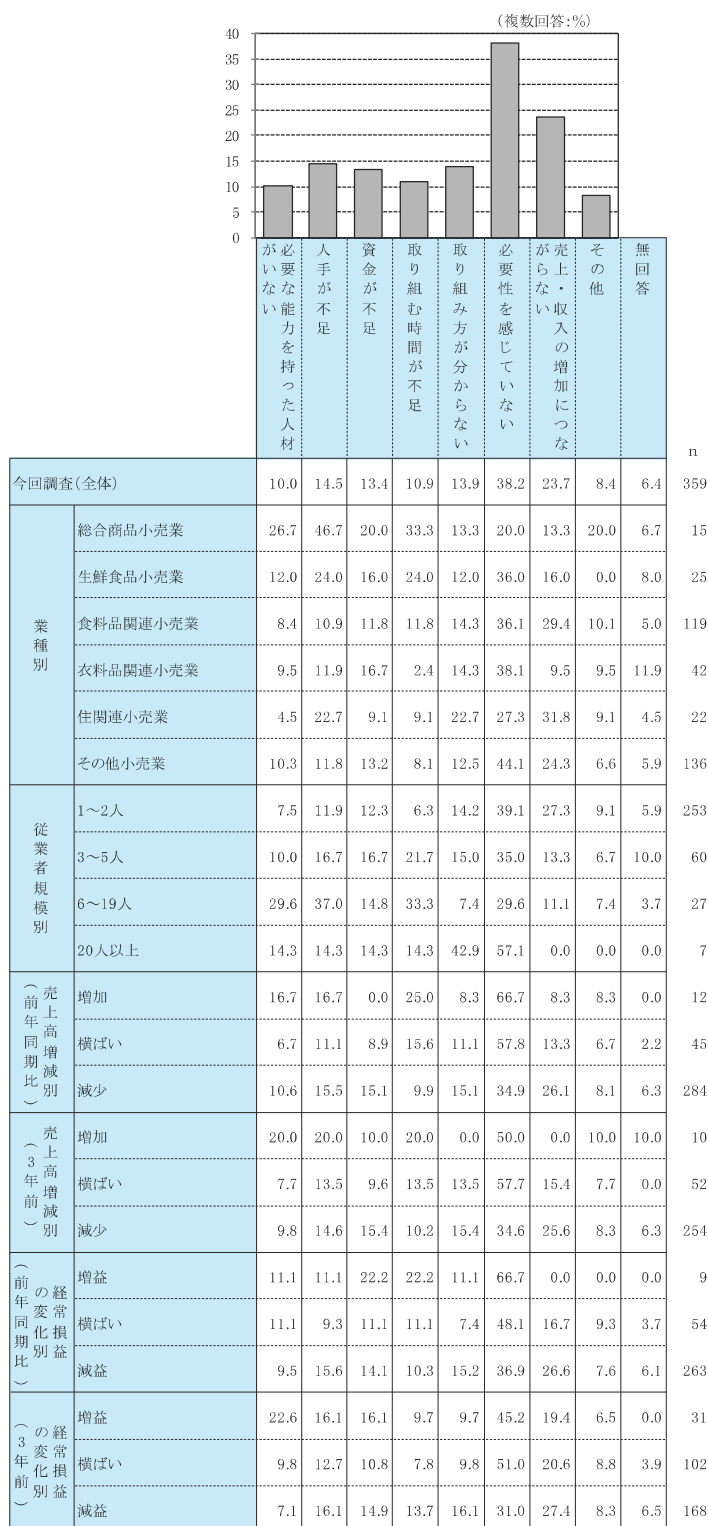 (複数回答:%)
40
35
30
25
20
15
10
5
0
必要な能力を持った人材がいない
人手が不足
資金が不足
取り組む時間が不足
取り組み方が分からない
必要性を感じていない
売上・収入の増加につながらない
その他
無回答
n
今回調査(全体) 10.0 14.5 13.4 10.9 13.9 38.2 23.7 8.4 6.4 359
業種別
総合商品小売業 26.7 46.7 20.0 33.3 13.3 20.0 13.3 20.0 6.7 15
生鮮食品小売業 12.0 24.0 16.0 24.0 12.0 36.0 16.0 0.0 8.0 25
食料品関連小売業 8.4 10.9 11.8 11.8 14.3 36.1 29.4 10.1 5.0 119
衣料品関連小売業 9.5 11.9 16.7 2.4 14.3 38.1 9.5 9.5 11.9 42
住関連小売業 4.5 22.7 9.1 9.1 22.7 27.3 31.8 9.1 4.5 22
その他小売業 10.3 11.8 13.2 8.1 12.5 44.1 24.3 6.6 5.9 136
従業者規模別
1～2人 7.5 11.9 12.3 6.3 14.2 39.1 27.3 9.1 5.9 253
3～5人 10.0 16.7 16.7 21.7 15.0 35.0 13.3 6.7 10.0 60
6～19人 29.6 37.0 14.8 33.3 7.4 29.6 11.1 7.4 3.7 27
20人以上 14.3 14.3 14.3 14.3 42.9 57.1 0.0 0.0 0.0 7
売上高増減別
(前年同期比)
増加 16.7 16.7 0.0 25.0 8.3 66.7 8.3 8.3 0.0 12
横ばい 6.7 11.1 8.9 15.6 11.1 57.8 13.3 6.7 2.2 45
減少 10.6 15.5 15.1 9.9 15.1 34.9 26.1 8.1 6.3 284
売上高増減別
(3年前)
増加 20.0 20.0 10.0 20.0 0.0 50.0 0.0 10.0 10.0 10
横ばい 7.7 13.5 9.6 13.5 13.5 57.7 15.4 7.7 0.0 52
減少 9.8 14.6 15.4 10.2 15.4 34.6 25.6 8.3 6.3 254
経常損益
の変化別
(前年同期比)
増益 11.1 11.1 22.2 22.2 11.1 66.7 0.0 0.0 0.0 9
横ばい 11.1 9.3 11.1 11.1 7.4 48.1 16.7 9.3 3.7 54
減益 9.5 15.6 14.1 10.3 15.2 36.9 26.6 7.6 6.1 263
経常損益
の変化別
(3年前)
増益 22.6 16.1 16.1 9.7 9.7 45.2 19.4 6.5 0.0 31
横ばい 9.8 12.7 10.8 7.8 9.8 51.0 20.6 8.8 3.9 102
減益 7.1 16.1 14.9 13.7 16.1 31.0 27.4 8.3 6.5 168